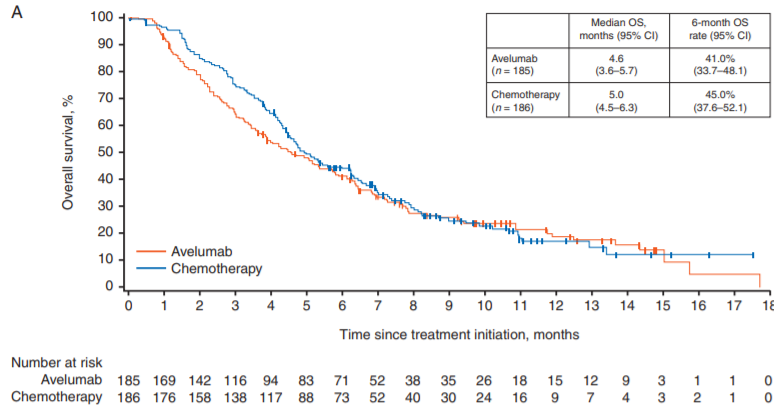 A
Median OS, months (95% CI) 6-month OS rate (95% CI)
Avelumab (n = 185) 4.6 (3.6–5.7) 41.0% (33.7–48.1)
Chemotherapy (n = 186) 5.0 (4.5–6.3) 45.0% (37.6–52.1)
Overall survival, %
100
90
80
70
60
50
40
30
20
10
0
Avelumab
Chemotherapy
0 1 2 3 4 5 6 7 8 9 10 11 12 13 14 15 16 17 18
Time since treatment initiation, months
Number at risk
Avelumab 185 169 142 116 94 83 71 52 38 35 26 18 15 12 9 3 1 1 0
Chemotherapy 186 176 158 138 117 88 73 52 40 30 24 16 9 7 4 3 2 1 0